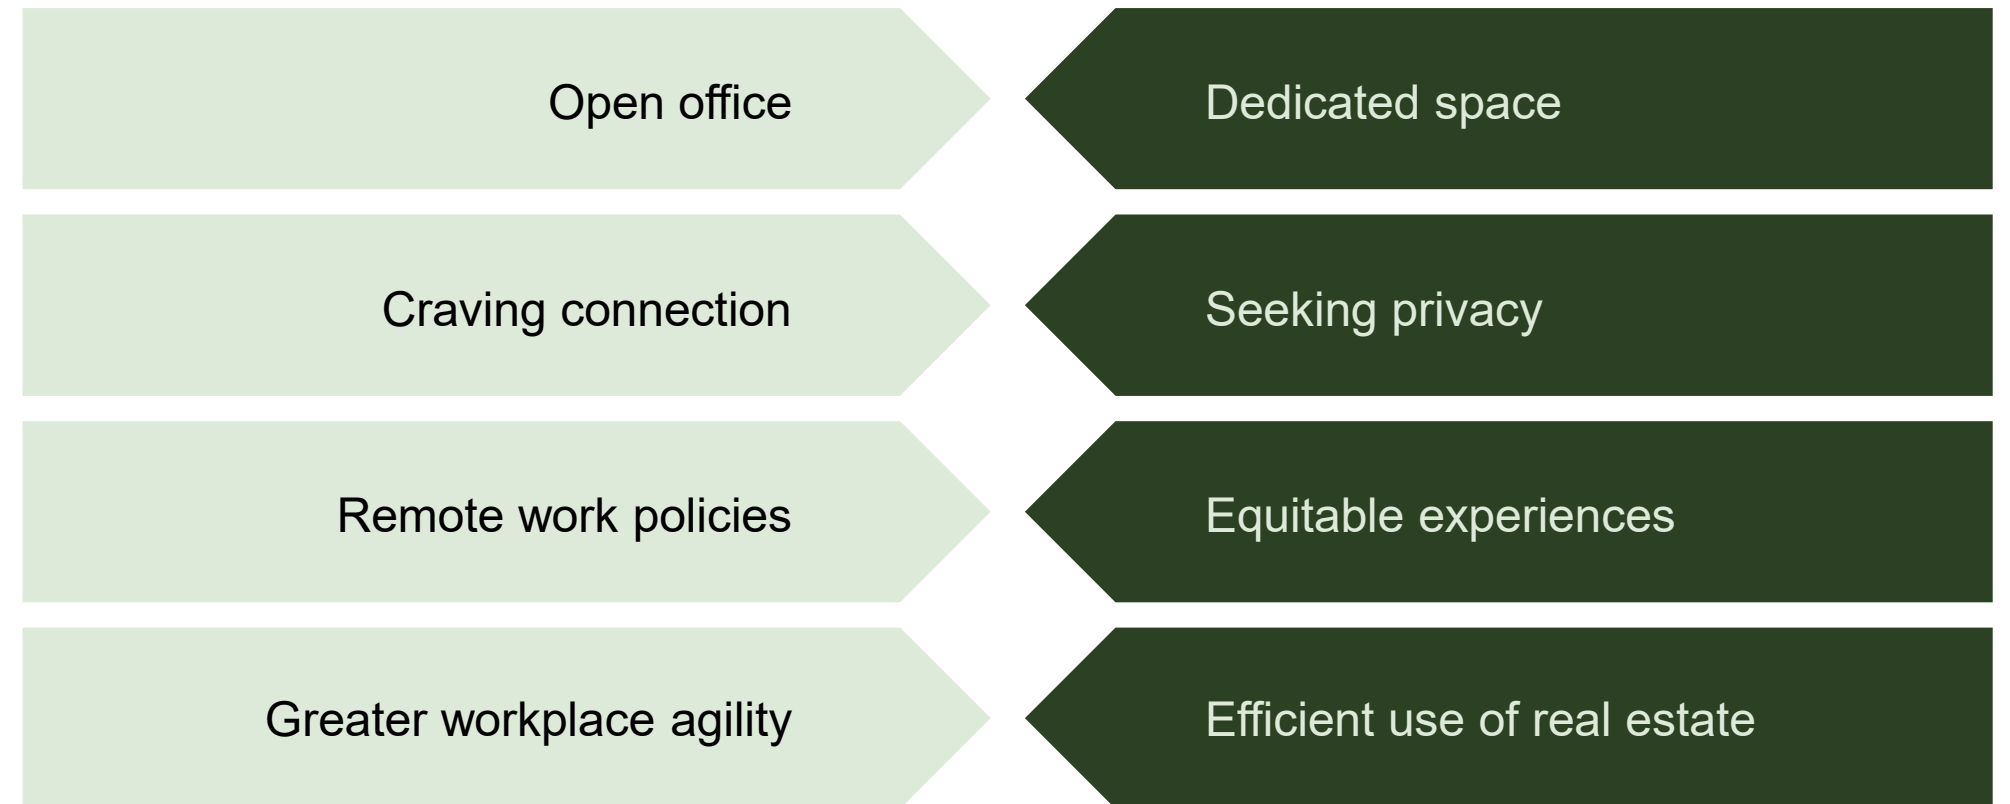 Open office
Dedicated space
Craving connection
Seeking privacy
Remote work policies
Equitable experiences
Greater workplace agility
Efficient use of real estate